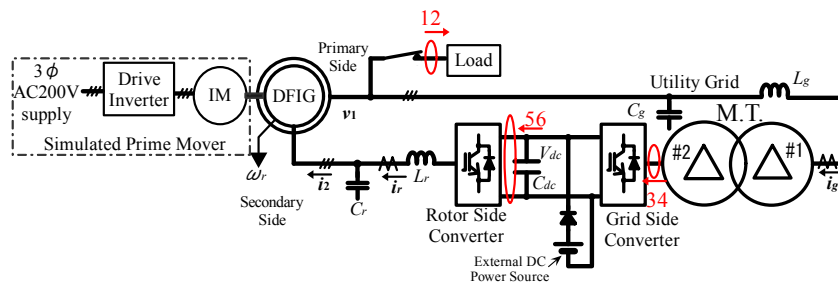 12
Primary
Side
Load
3ϕ
AC200V
supply
Drive
Inverter
IM
DFIG
v1
Utility Grid
Lg
Cg
M.T.
Simulated Prime Mover
ωr
i2
ir
Lr
Cr
Secondary
Side
56
Vdc
Cdc
#2
#1
ig
34
Rotor Side
Converter
Grid Side
Converter
External DC
Power Source